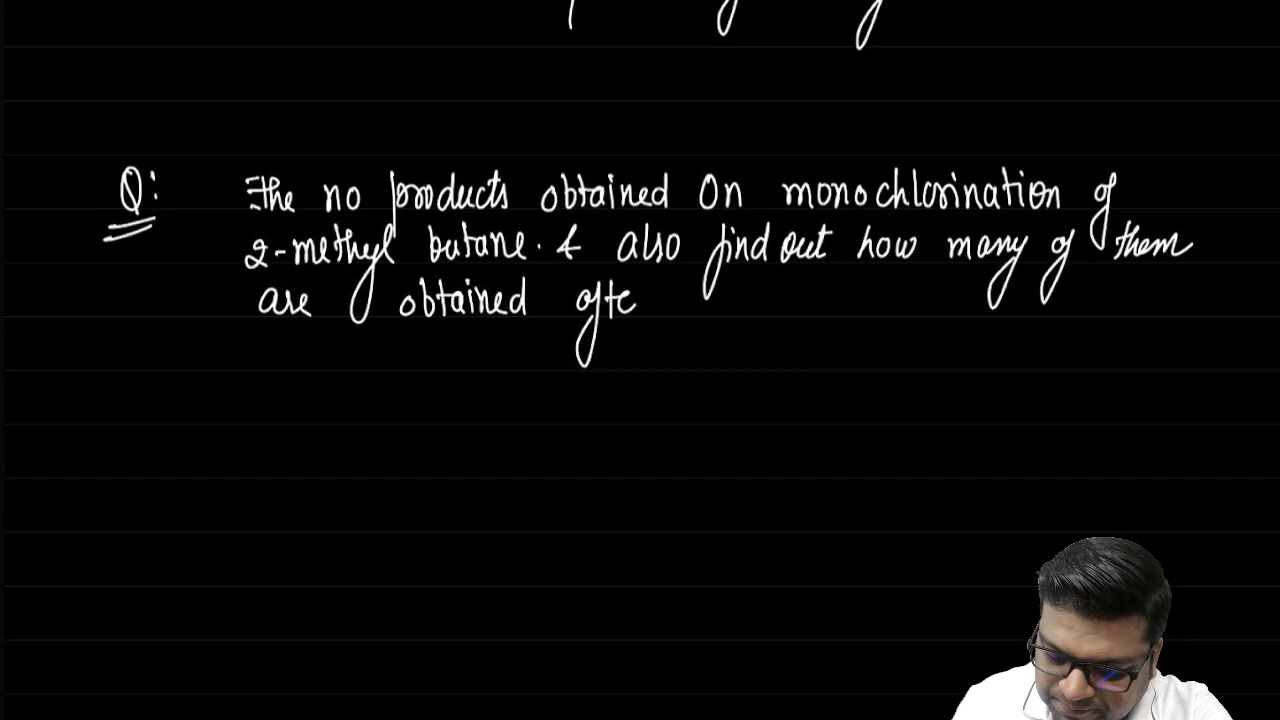 Q: The no products obtained on monochlorination of
2-methyl butane. & also find out how many of them
are obtained afte